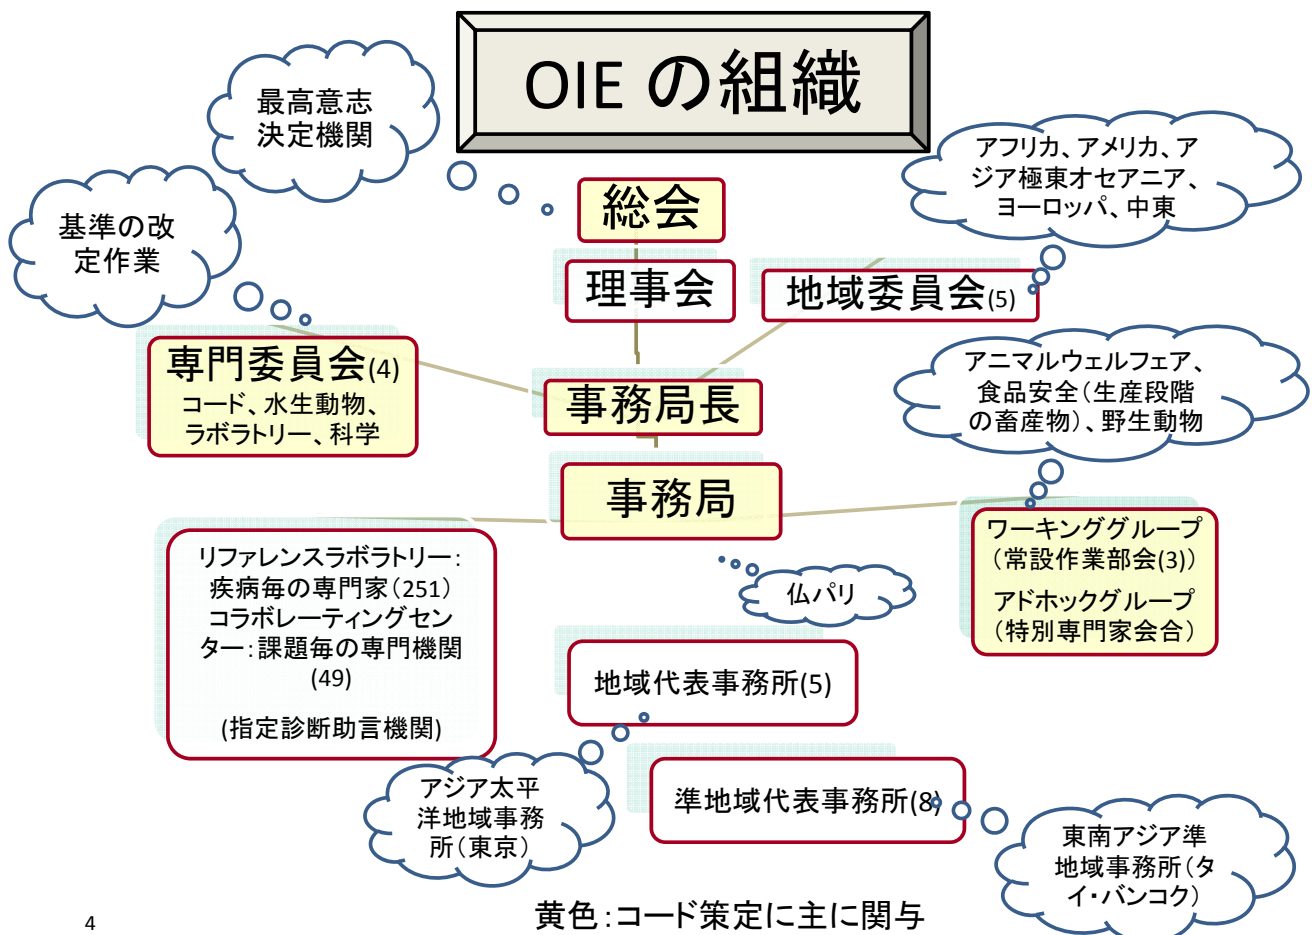 OIE の組織
最高意志
決定機関
基準の改
定作業
アフリカ、アメリカ、ア
ジア極東オセアニア、
ヨーロッパ、中東
総会
理事会
地域委員会(5)
専門委員会(4)
コード、水生動物、
ラボラトリー、科学
事務局長
アニマルウェルフェア、
食品安全(生産段階
の畜産物)、野生動物
事務局
リファレンスラボラトリー:
疾病毎の専門家(251)
コラボレーティングセン
ター:課題毎の専門機関
(49)
(指定診断助言機関)
仏パリ
ワーキンググループ
(常設作業部会(3))
アドホックグループ
(特別専門家会合)
地域代表事務所(5)
アジア太平
洋地域事務
所(東京)
準地域代表事務所(8)
東南アジア準
地域事務所(タ
イ・バンコク)
黄色:コード策定に主に関与
4